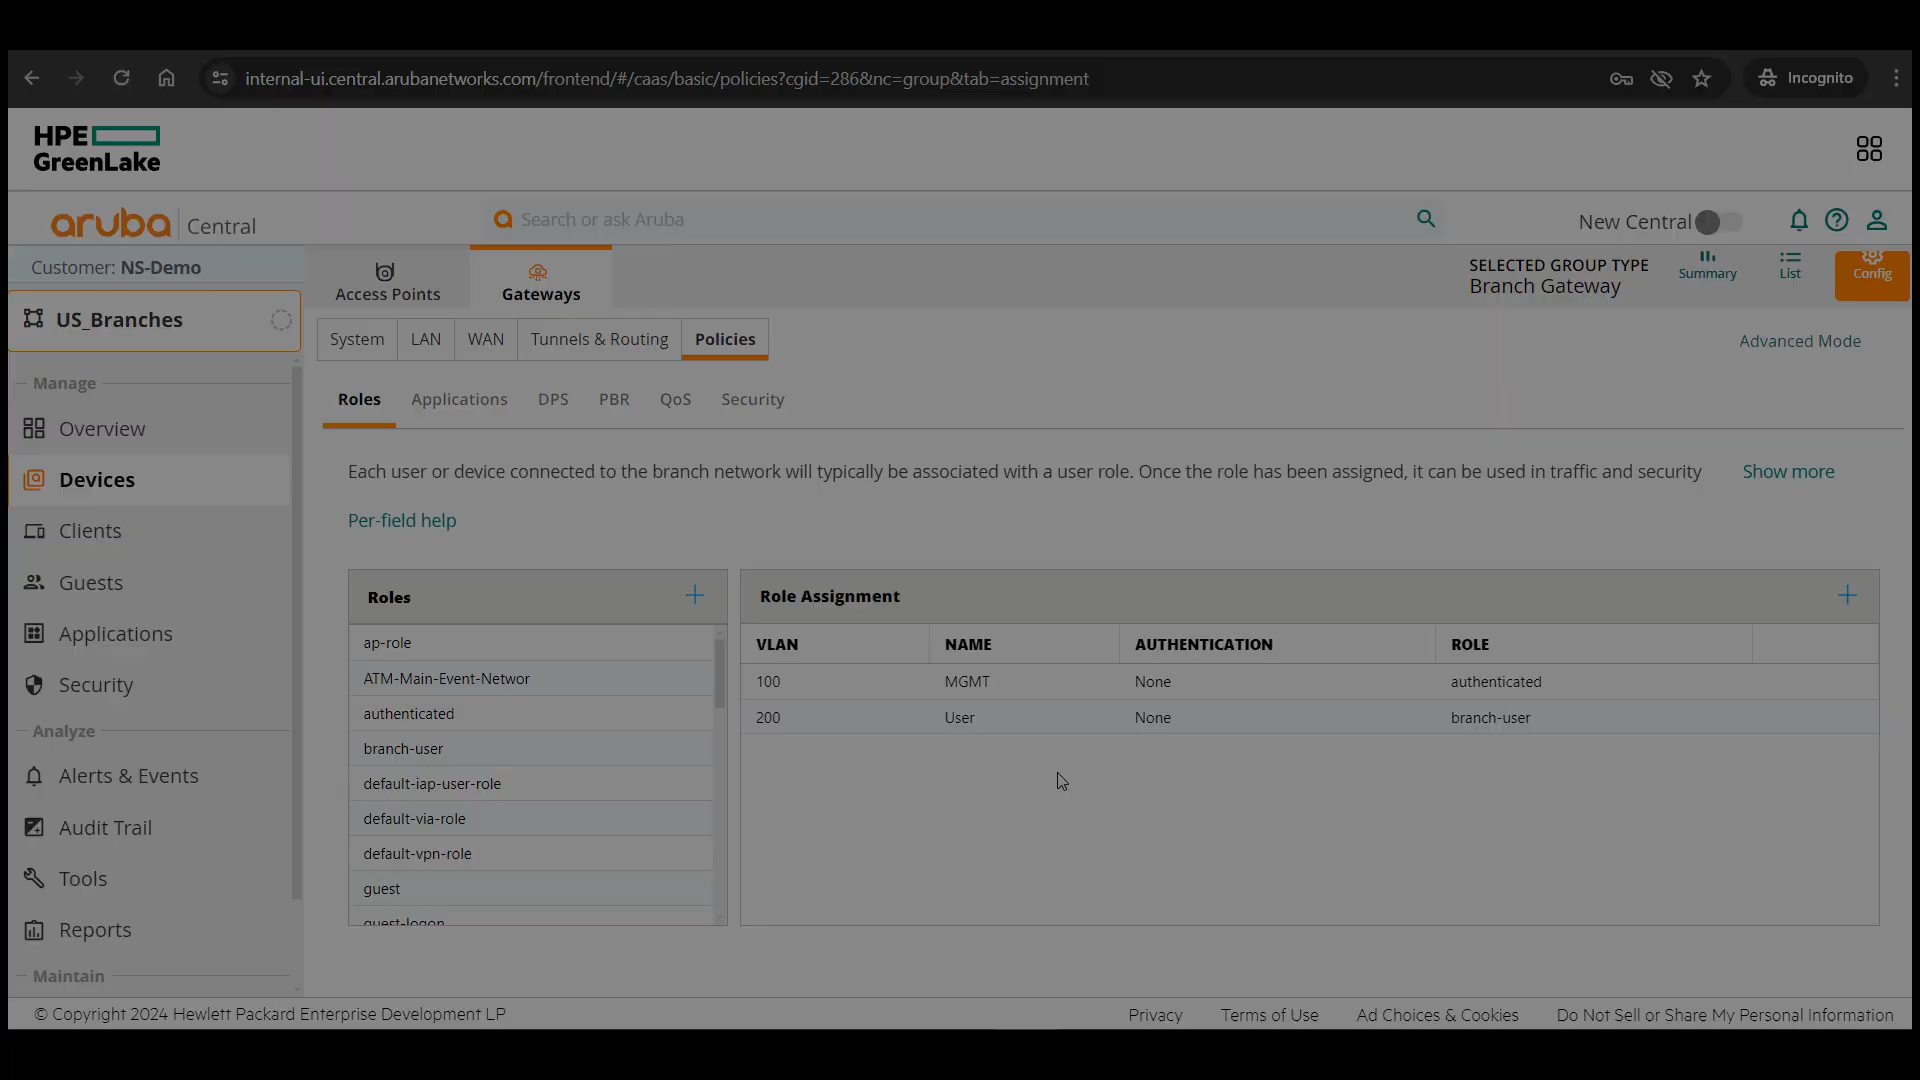 internal-ui.central.arubanetworks.com/frontend/#/caas/basic/policies?cgid=286&nc=group&tab=assignment
Incognito
HPE
GreenLake
aruba Central
Search or ask Aruba
New Central
Customer: NS-Demo
US_Branches
Manage
Overview
Devices
Clients
Guests
Applications
Security
Analyze
Alerts & Events
Audit Trail
Tools
Reports
Maintain
Access Points
Gateways
SELECTED GROUP TYPE
Branch Gateway
Summary
List
Config
System
LAN
WAN
Tunnels & Routing
Policies
Advanced Mode
Roles
Applications
DPS
PBR
QoS
Security
Each user or device connected to the branch network will typically be associated with a user role. Once the role has been assigned, it can be used in traffic and security
Show more
Per-field help
Roles
ap-role
ATM-Main-Event-Networ
authenticated
branch-user
default-iap-user-role
default-via-role
default-vpn-role
guest
guest-logon
Role Assignment
VLAN NAME AUTHENTICATION ROLE
100 MGMT None authenticated
200 User None branch-user
© Copyright 2024 Hewlett Packard Enterprise Development LP
Privacy
Terms of Use
Ad Choices & Cookies
Do Not Sell or Share My Personal Information